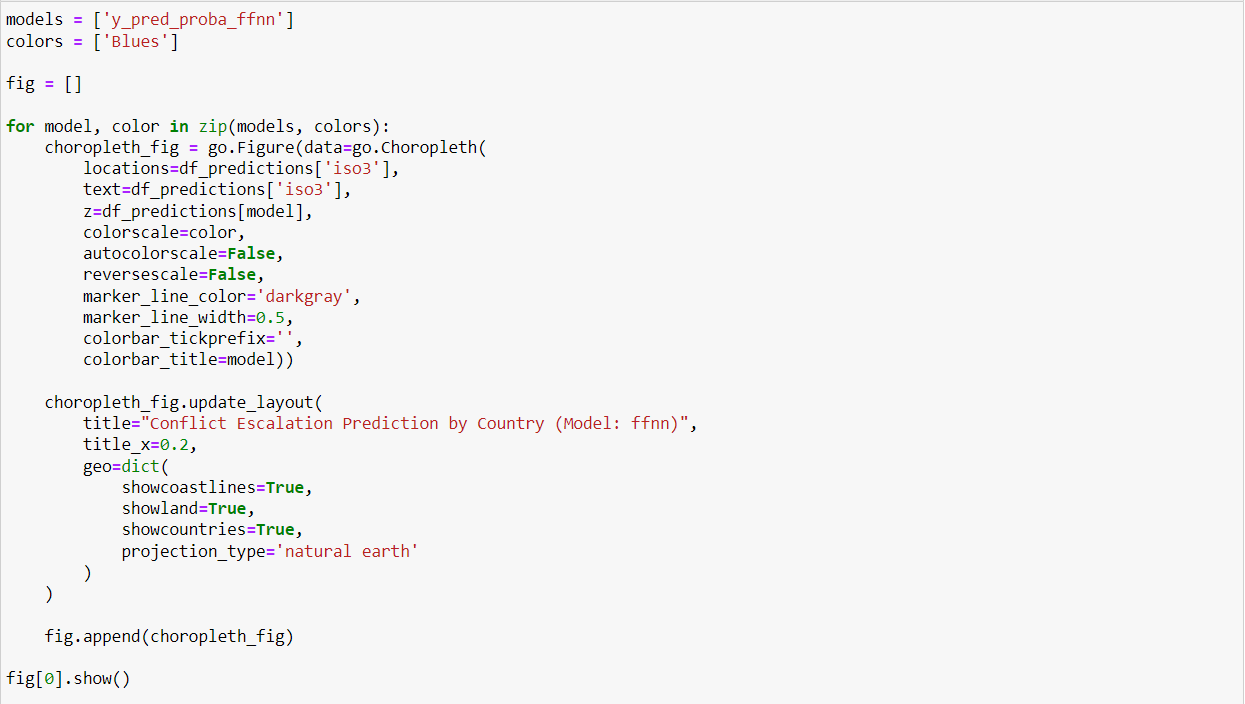 models = ['y_pred_proba_ffnn']
colors = ['Blues']

fig = []

for model, color in zip(models, colors):
    choropleth_fig = go.Figure(data=go.Choropleth(
        locations=df_predictions['iso3'],
        text=df_predictions['iso3'],
        z=df_predictions[model],
        colorscale=color,
        autocolorscale=False,
        reversescale=False,
        marker_line_color='darkgray',
        marker_line_width=0.5,
        colorbar_tickprefix='',
        colorbar_title=model))

    choropleth_fig.update_layout(
        title="Conflict Escalation Prediction by Country (Model: ffnn)",
        title_x=0.2,
        geo=dict(
            showcoastlines=True,
            showland=True,
            showcountries=True,
            projection_type='natural earth'
        )
    )

    fig.append(choropleth_fig)

fig[0].show()